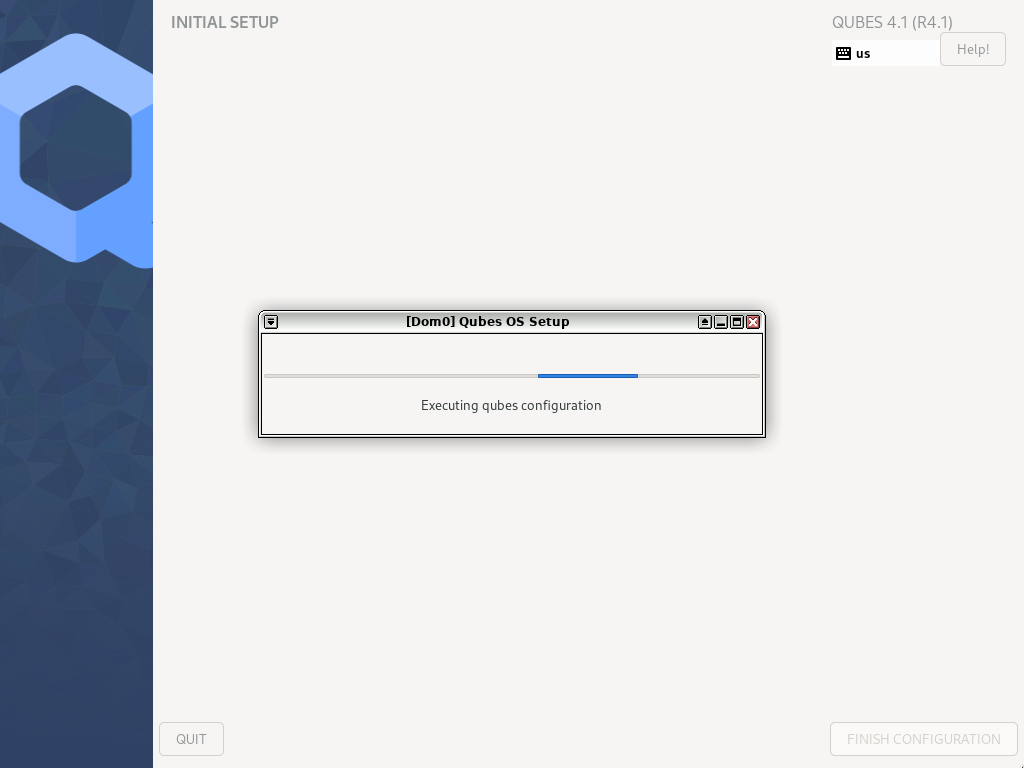 INITIAL SETUP
QUBES 4.1 (R4.1)
us
Help!
[Dom0] Qubes OS Setup
Executing qubes configuration
QUIT
FINISH CONFIGURATION